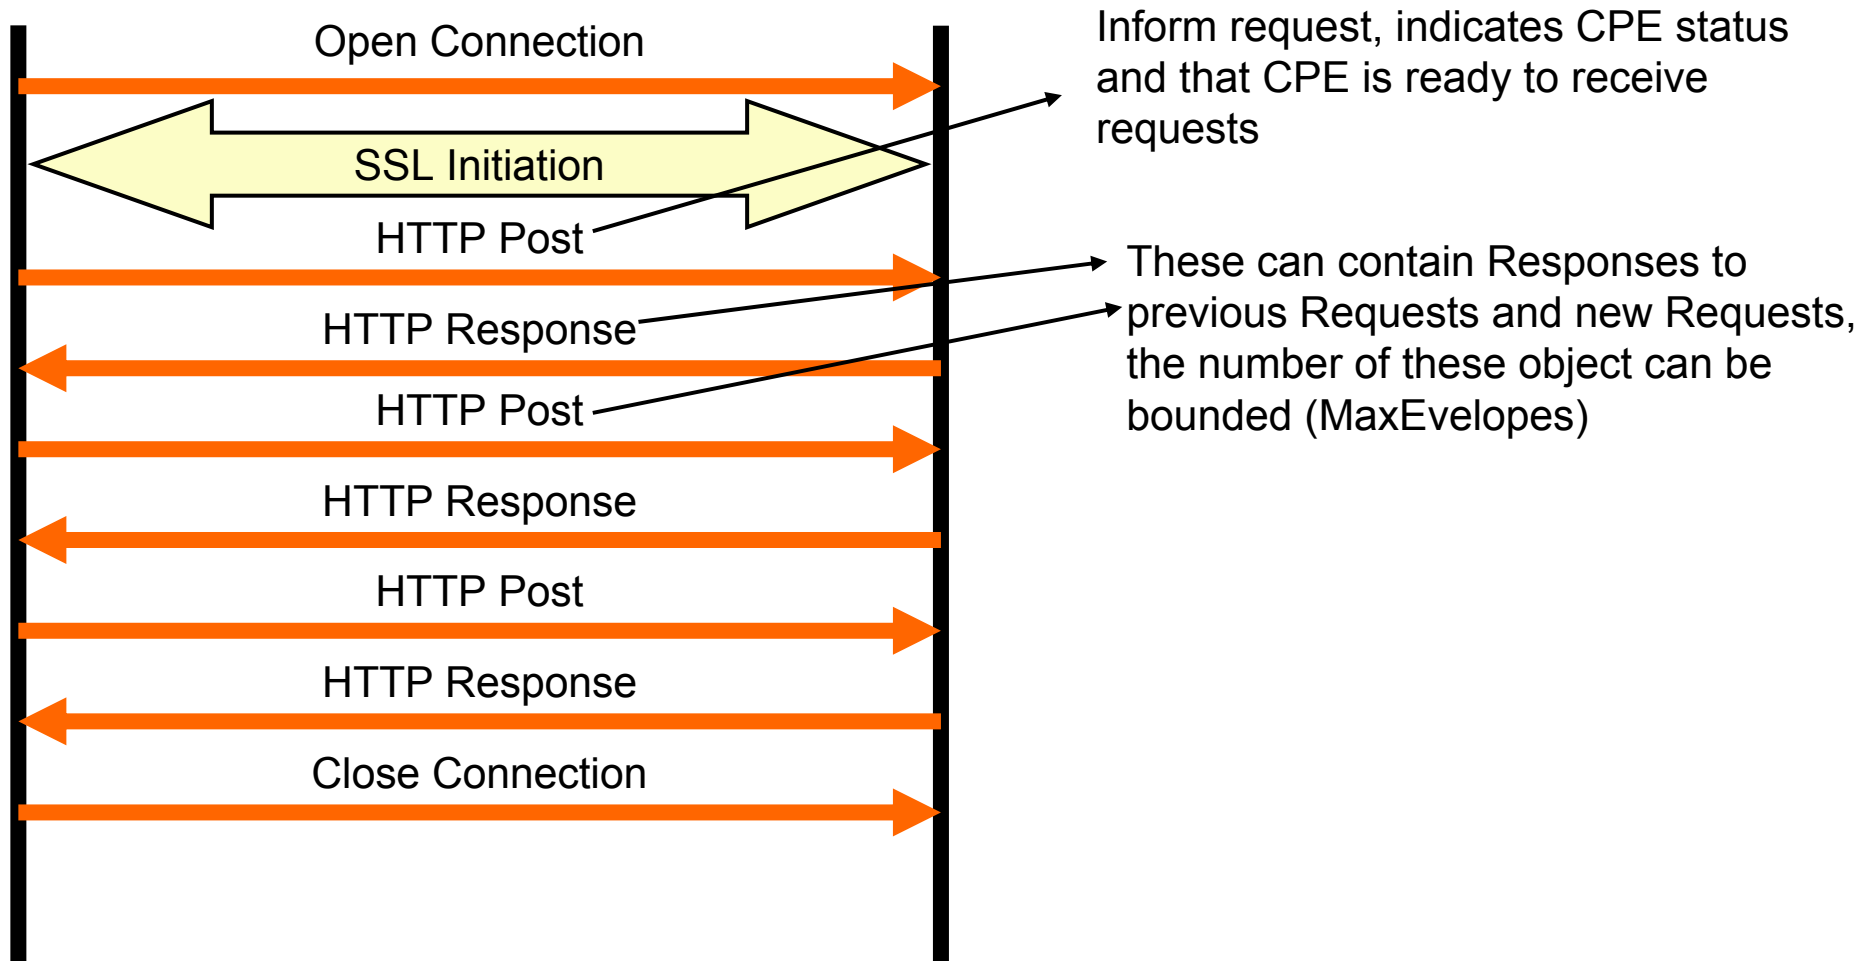 Open Connection
SSL Initiation
HTTP Post
HTTP Response
HTTP Post
HTTP Response
HTTP Post
HTTP Response
Close Connection
Inform request, indicates CPE status
and that CPE is ready to receive
requests
These can contain Responses to
previous Requests and new Requests,
the number of these object can be
bounded (MaxEvelopes)